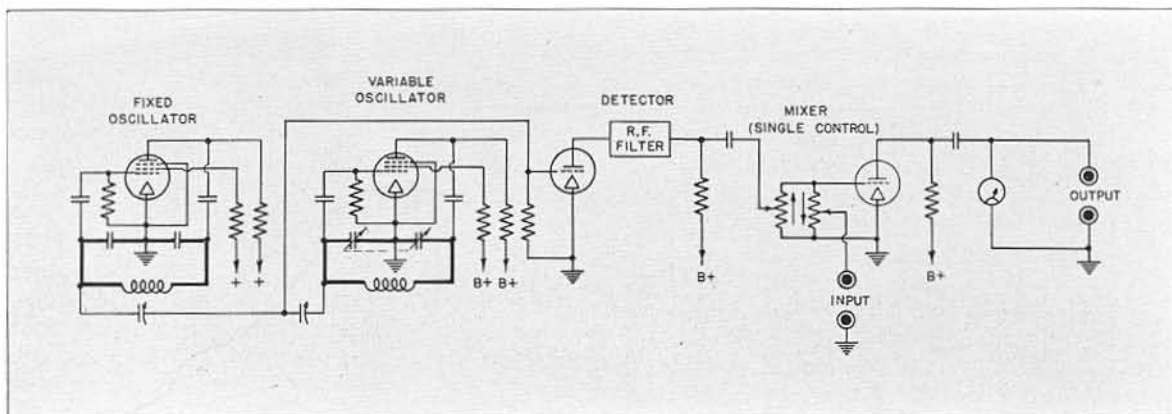 FIXED
OSCILLATOR
VARIABLE
OSCILLATOR
DETECTOR
R.F.
FILTER
MIXER
(SINGLE CONTROL)
+ +
B+ B+
B+
INPUT
B+
OUTPUT